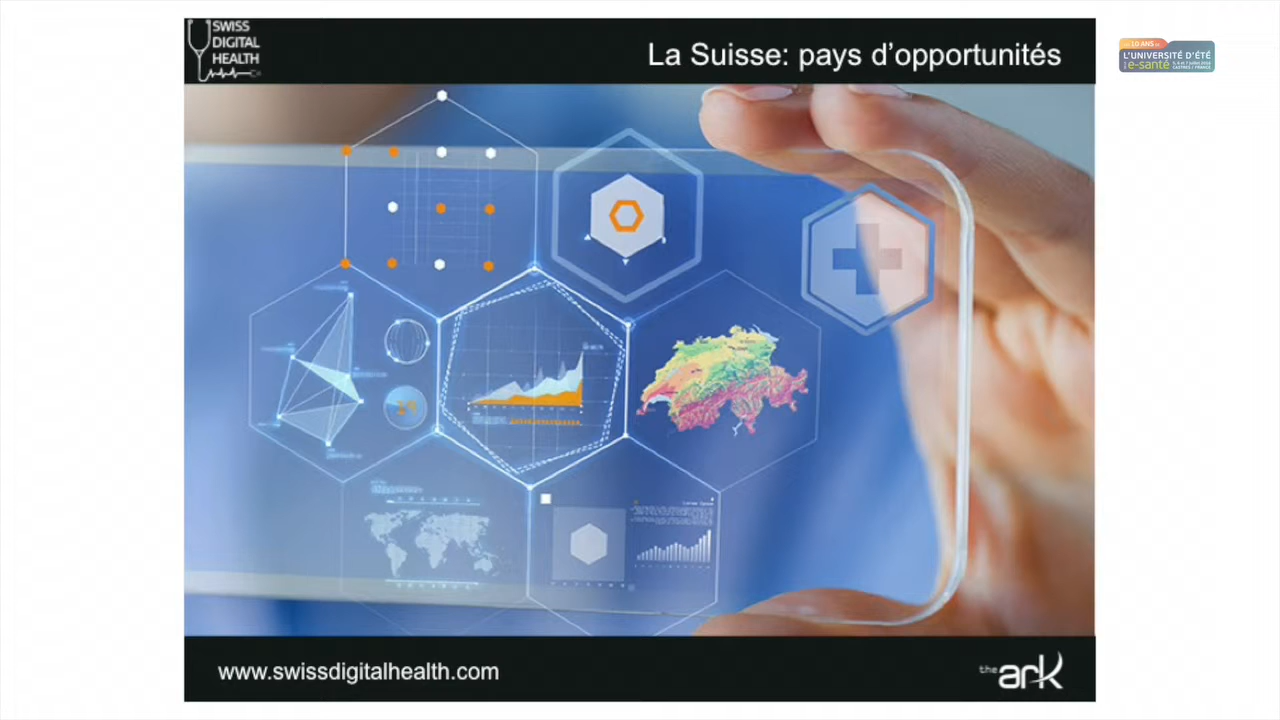 SWISS
DIGITAL
HEALTH
La Suisse: pays d’opportunités
L'UNIVERSITÉ D'ÉTÉ
e-santé
www.swissdigitalhealth.com
the ark